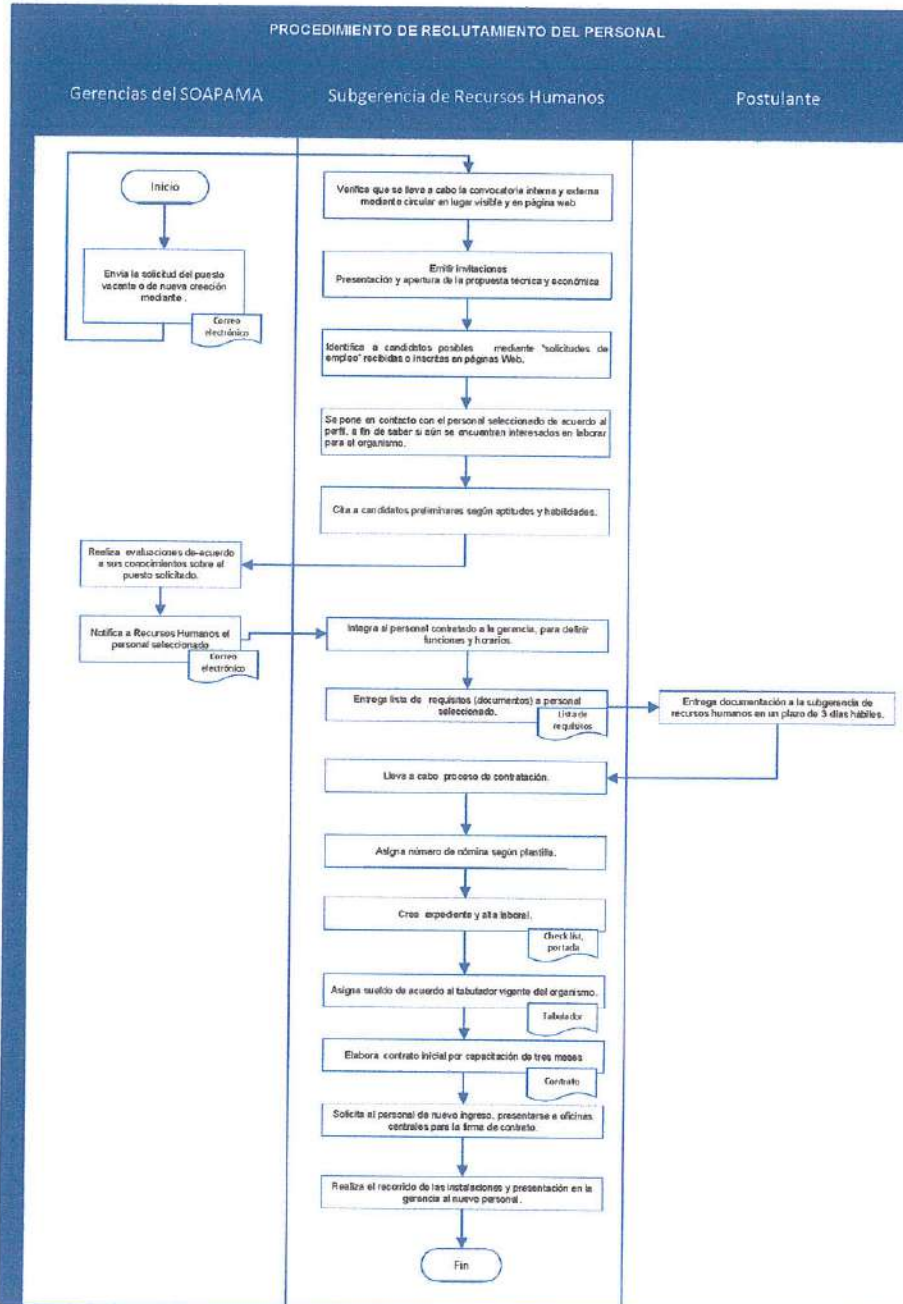 PROCEDIMIENTO DE RECLUTAMIENTO DEL PERSONAL
Gerencias del SOAPAMA
Subgerencia de Recursos Humanos
Postulante
Inicio
Envía la solicitud del puesto
vacante o de nueva creación
mediante .
Correo
electrónico
Verifica que se lleve a cabo la convocatoria interna y externa
mediante circular en lugar visible y en página web
Emitir invitaciones
Presentación y apertura de la propuesta técnica y económica
Identifica a candidatos posibles mediante "solicitudes de
empleo" recibidas o inscritas en páginas Web.
Se pone en contacto con el personal seleccionado de acuerdo al
perfil, a fin de saber si aún se encuentran interesados en laborar
para el organismo.
Cita a candidatos preliminares según aptitudes y habilidades.
Realiza evaluaciones de acuerdo
a sus conocimientos sobre el
puesto solicitado.
Notifica a Recursos Humanos el
personal seleccionado
Correo
electrónico
Integra al personal contratado a la gerencia, para definir
funciones y horarios.
Entrega lista de requisitos (documentos) a personal
seleccionado.
Lista de
requisitos
Entrega documentación a la subgerencia de
recursos humanos en un plazo de 3 días hábiles.
Lleva a cabo proceso de contratación.
Asigna número de nómina según plantilla.
Crea expediente y alta laboral.
Check list,
portada
Asigna sueldo de acuerdo al tabulador vigente del organismo.
Tabulador
Elabora contrato inicial por capacitación de tres meses
Contrato
Solicita al personal de nuevo ingreso, presentarse a oficinas
centrales para la firma de contrato.
Realiza el recorrido de las instalaciones y presentación en la
gerencia al nuevo personal.
Fin